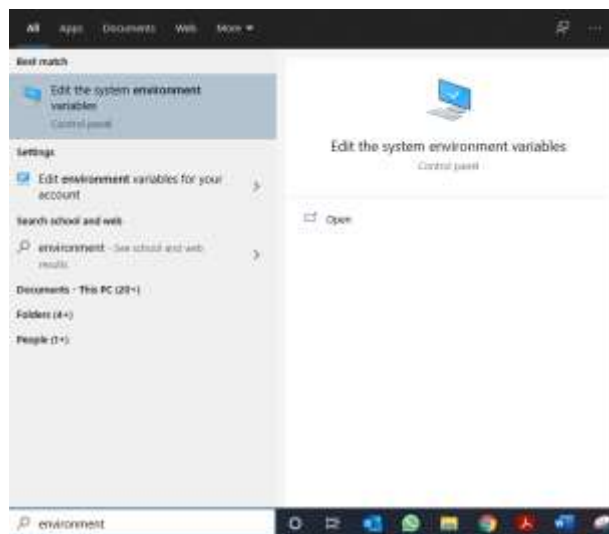 All Apps Documents Web More
Best match
Edit the system environment
variables
Control panel
Edit the system environment variables
Control panel
Settings
Edit environment variables for your
account
Open
Search school and web
environment - See school and web
results
Documents - This PC (20+)
Folders (4+)
People (1+)
environment